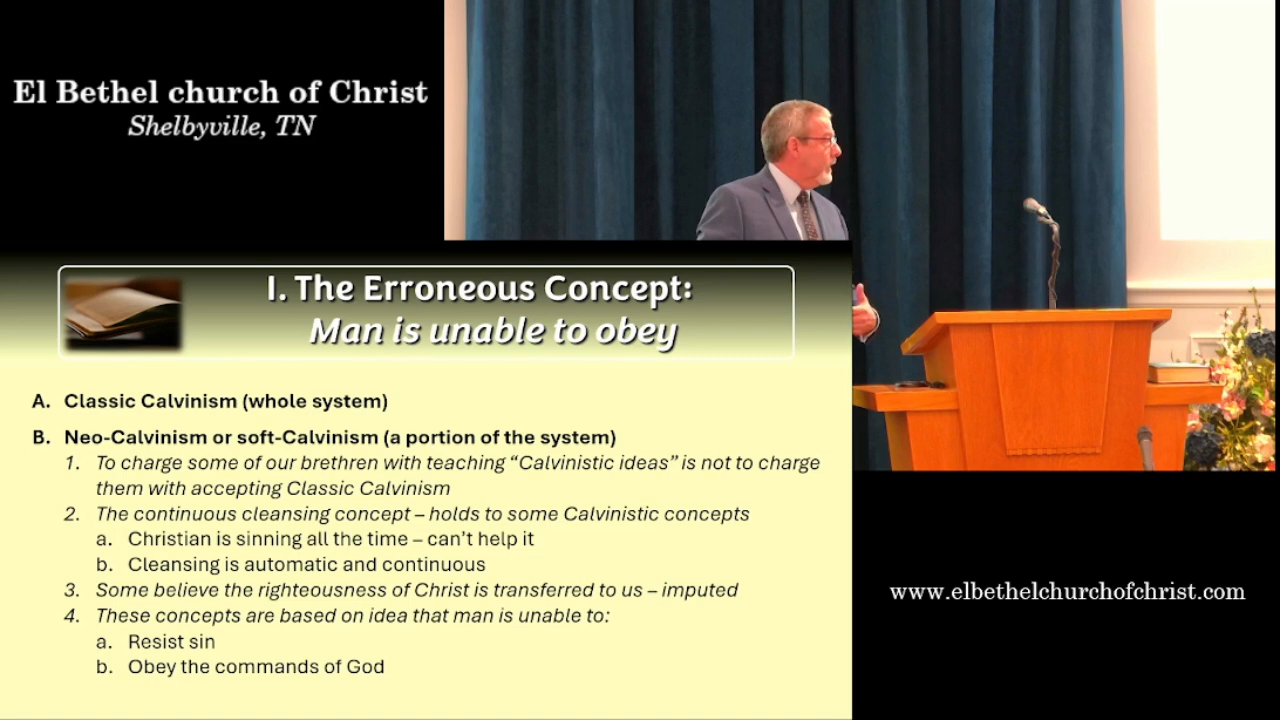 El Bethel church of Christ
Shelbyville, TN
I. The Erroneous Concept:
Man is unable to obey
A. Classic Calvinism (whole system)
B. Neo-Calvinism or soft-Calvinism (a portion of the system)
1. To charge some of our brethren with teaching “Calvinistic ideas” is not to charge
them with accepting Classic Calvinism
2. The continuous cleansing concept – holds to some Calvinistic concepts
a. Christian is sinning all the time – can’t help it
b. Cleansing is automatic and continuous
3. Some believe the righteousness of Christ is transferred to us – imputed
4. These concepts are based on idea that man is unable to:
a. Resist sin
b. Obey the commands of God
www.elbethelchurchofchrist.com